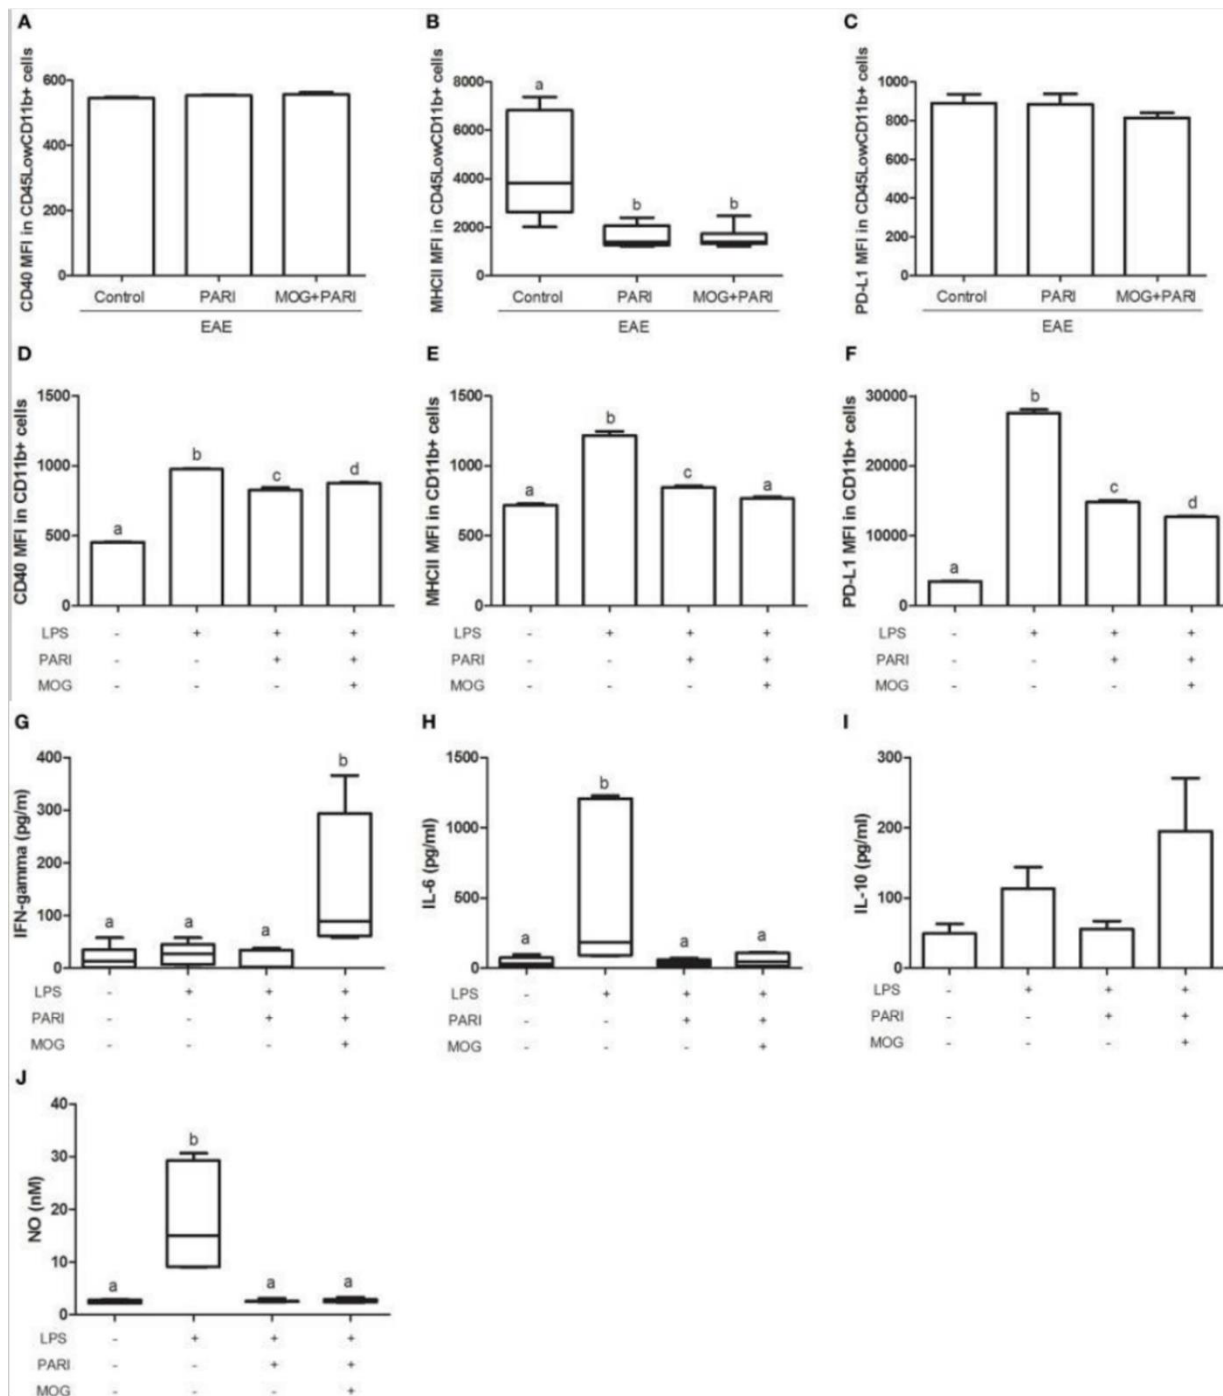 A
CD40 MFI in CD45LowCD11b+ cells
600
400
200
0
Control PARI MOG+PARI
EAE
B
MHCII MFI in CD45LowCD11b+ cells
8000
6000
4000
2000
0
a
b
b
Control PARI MOG+PARI
EAE
C
PD-L1 MFI in CD45LowCD11b+ cells
1000
800
600
400
200
0
Control PARI MOG+PARI
EAE
D
CD40 MFI in CD11b+ cells
1500
1000
500
0
a
b
c
d
LPS - + + +
PARI - - + +
MOG - - - +
E
MHCII MFI in CD11b+ cells
1500
1000
500
0
a
b
c
a
LPS - + + +
PARI - - + +
MOG - - - +
F
PD-L1 MFI in CD11b+ cells
30000
20000
10000
0
a
b
c
d
LPS - + + +
PARI - - + +
MOG - - - +
G
IFN-gamma (pg/m)
400
300
200
100
0
a
a
a
b
LPS - + + +
PARI - - + +
MOG - - - +
H
IL-6 (pg/ml)
1500
1000
500
0
a
b
a
a
LPS - + + +
PARI - - + +
MOG - - - +
I
IL-10 (pg/ml)
300
200
100
0
LPS - + + +
PARI - - + +
MOG - - - +
J
NO (nM)
40
30
20
10
0
a
b
a
a
LPS - + + +
PARI - - + +
MOG - - - +